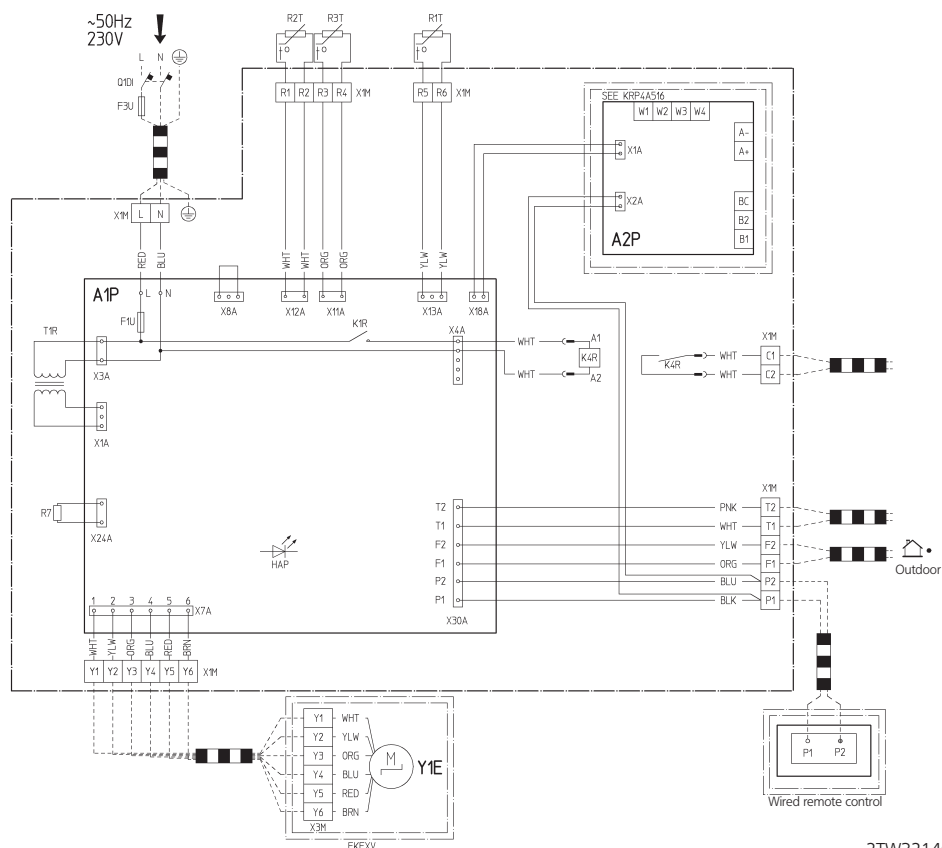 ~50Hz
230V
L N
Q1DI
F3U
R2T R3T R1T
R1 R2 R3 R4 X1M R5 R6 X1M
SEE KRP4A516
W1 W2 W3 W4
A-
A+
X1A
X2A
BC
B2
B1
A2P
X1M L N
RED BLU WHT WHT ORG ORG YLW YLW
A1P L N
X8A X12A X11A X13A X18A
F1U
T1R
K1R
X4A
X3A
WHT A1
K4R
WHT A2
X1M
K4R WHT C1
WHT C2
X1A
R7
X24A
HAP
X1M
T2 PNK T2
T1 WHT T1
F2 YLW F2
F1 ORG F1
P2 BLU P2
P1 BLK P1
X30A
Outdoor
1 2 3 4 5 6
X7A
WHT YLW ORG BLU RED BRN
Y1 Y2 Y3 Y4 Y5 Y6 X1M
Y1 WHT
Y2 YLW
Y3 ORG
Y4 BLU
Y5 RED
Y6 BRN
M
Y1E
X3M
EKEXV
P1 P2
Wired remote control